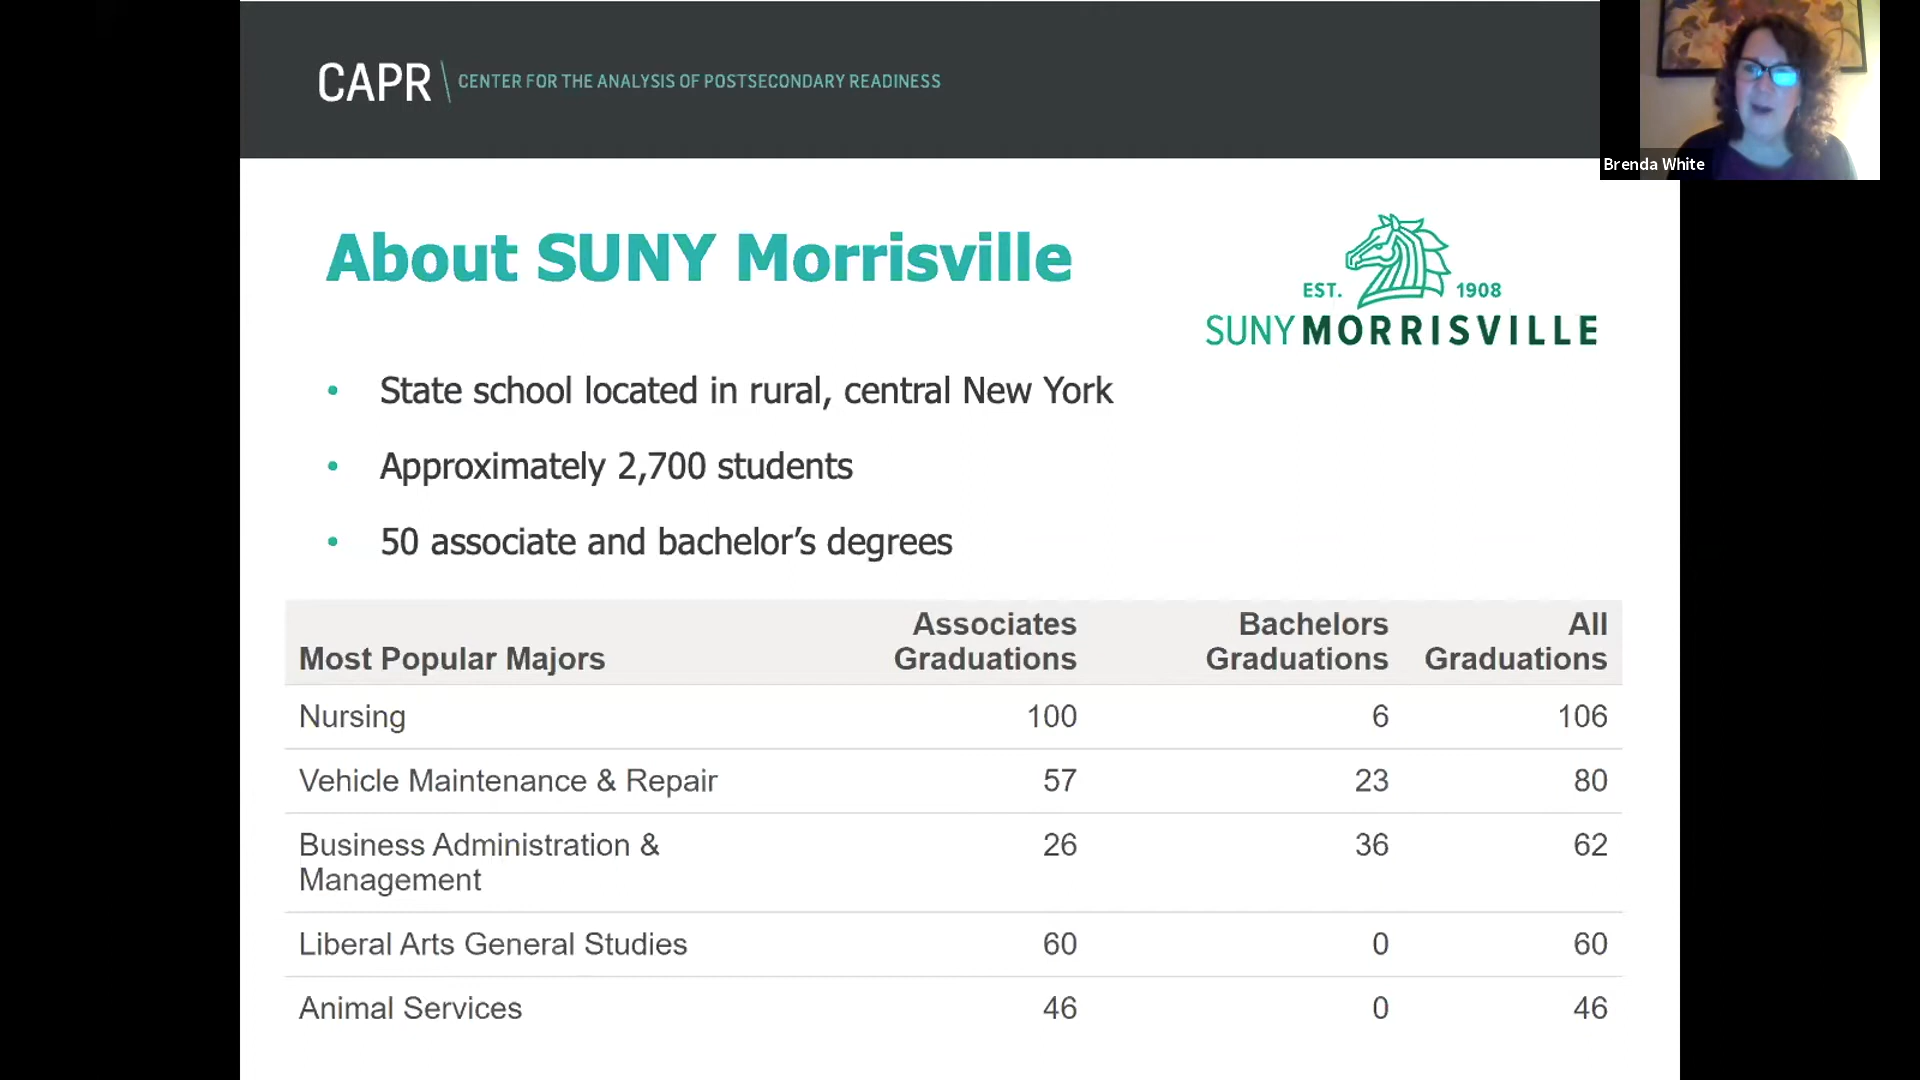 CAPR CENTER FOR THE ANALYSIS OF POSTSECONDARY READINESS
Brenda White
About SUNY Morrisville
EST. 1908
SUNY MORRISVILLE
• State school located in rural, central New York
• Approximately 2,700 students
• 50 associate and bachelor’s degrees
Most Popular Majors Associates Graduations Bachelors Graduations All Graduations
Nursing 100 6 106
Vehicle Maintenance & Repair 57 23 80
Business Administration & 26 36 62
Management
Liberal Arts General Studies 60 0 60
Animal Services 46 0 46